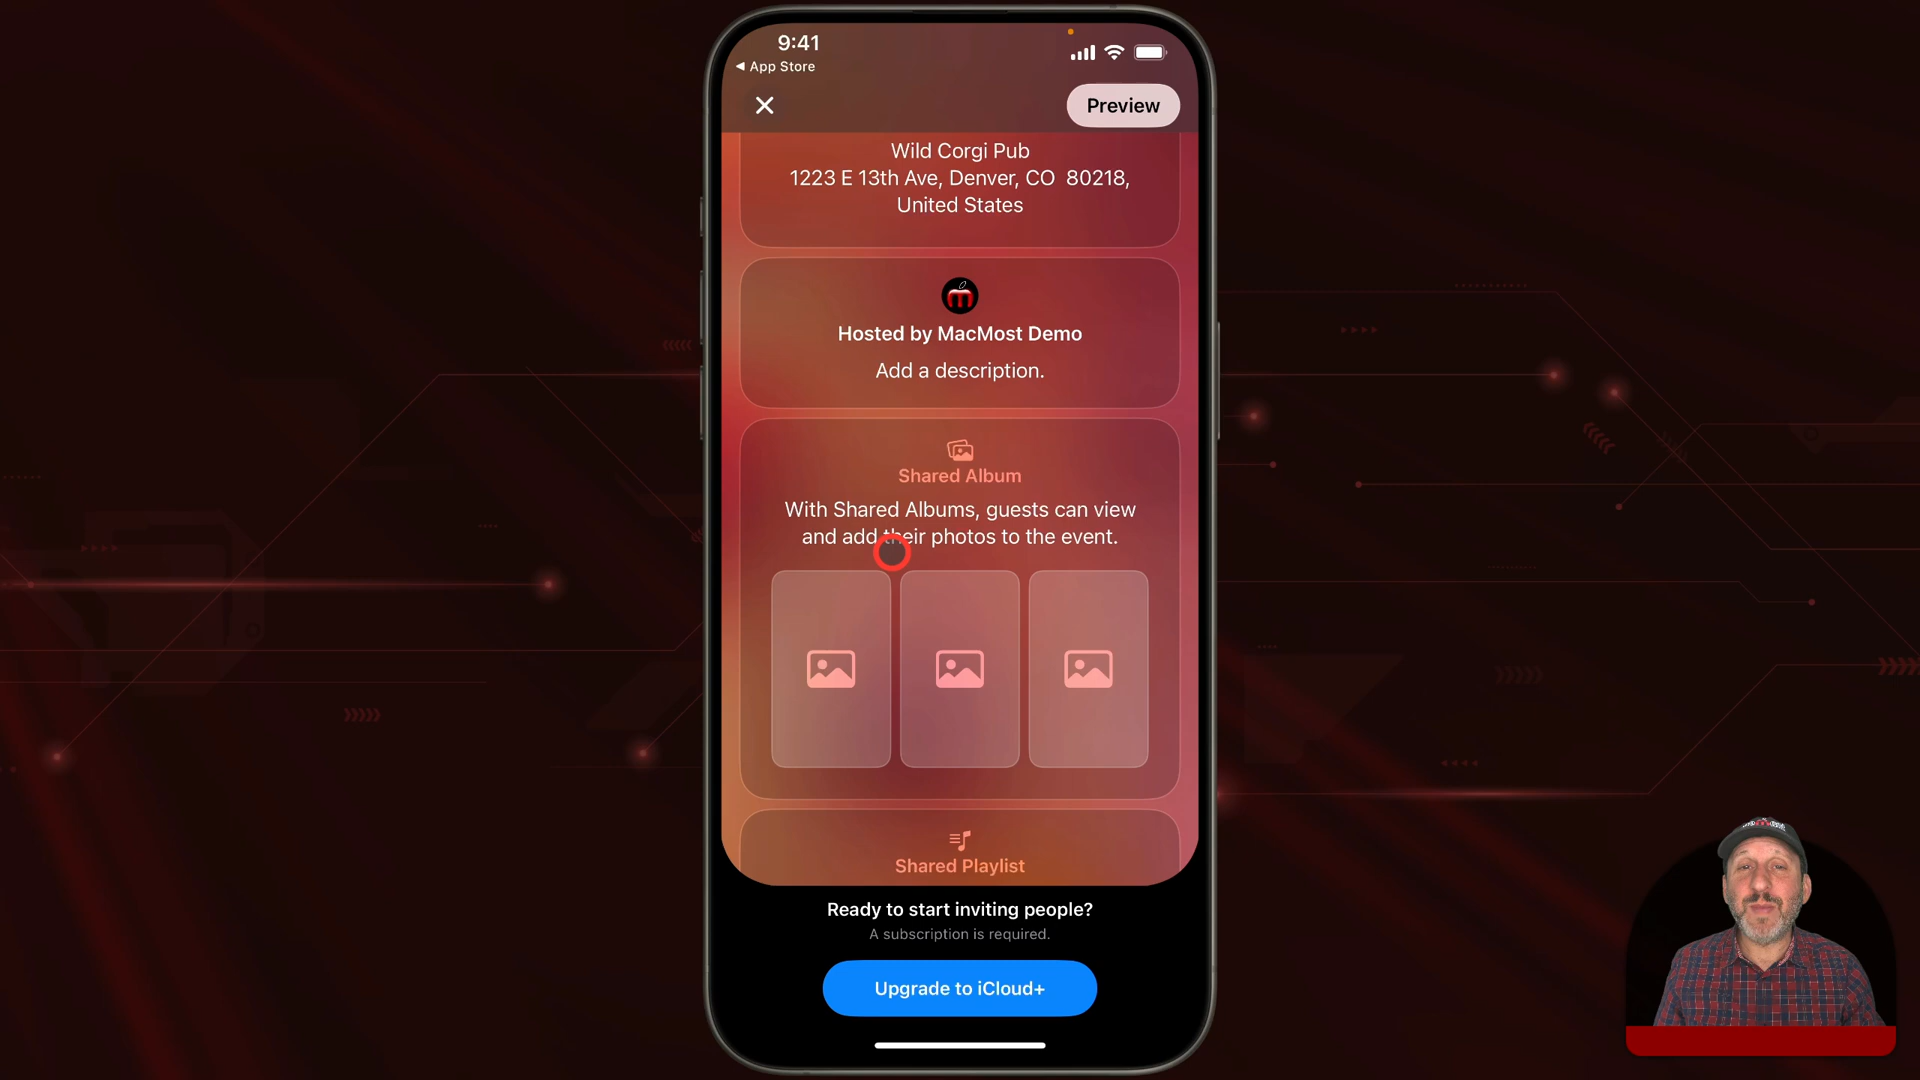 9:41
◀ App Store
Preview
Wild Corgi Pub
1223 E 13th Ave, Denver, CO 80218,
United States
Hosted by MacMost Demo
Add a description.
Shared Album
With Shared Albums, guests can view
and add their photos to the event.
Shared Playlist
Ready to start inviting people?
A subscription is required.
Upgrade to iCloud+